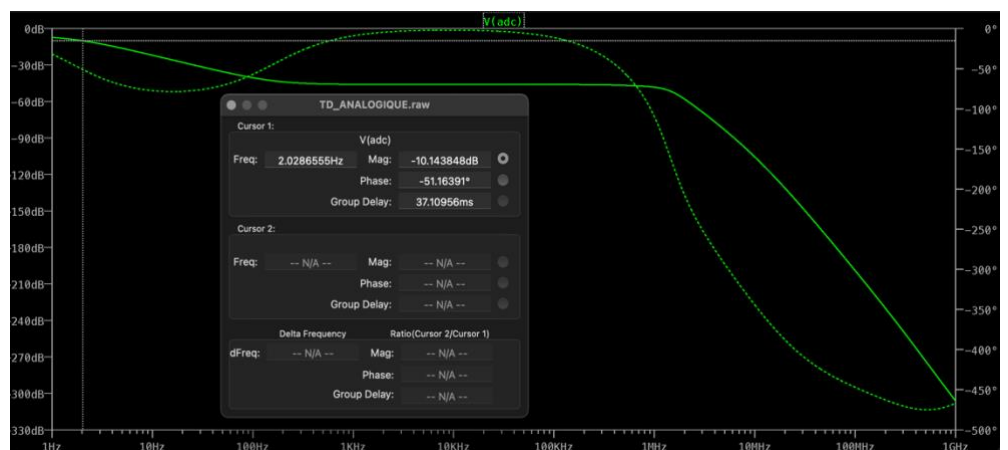 V(adc)
0dB
-30dB
-60dB
-90dB
-120dB
-150dB
-180dB
-210dB
-240dB
-270dB
-300dB
-330dB
0°
-50°
-100°
-150°
-200°
-250°
-300°
-350°
-400°
-450°
-500°
1Hz 10Hz 100Hz 1KHz 10KHz 100KHz 1MHz 10MHz 100MHz 1GHz
TD_ANALOGIQUE.raw
Cursor 1:
V(adc)
Freq: 2.0286555Hz Mag: -10.143848dB
Phase: -51.16391°
Group Delay: 37.10956ms
Cursor 2:
Freq: -- N/A -- Mag: -- N/A --
Phase: -- N/A --
Group Delay: -- N/A --
Delta Frequency Ratio(Cursor 2/Cursor 1)
dFreq: -- N/A -- Mag: -- N/A --
Phase: -- N/A --
Group Delay: -- N/A --